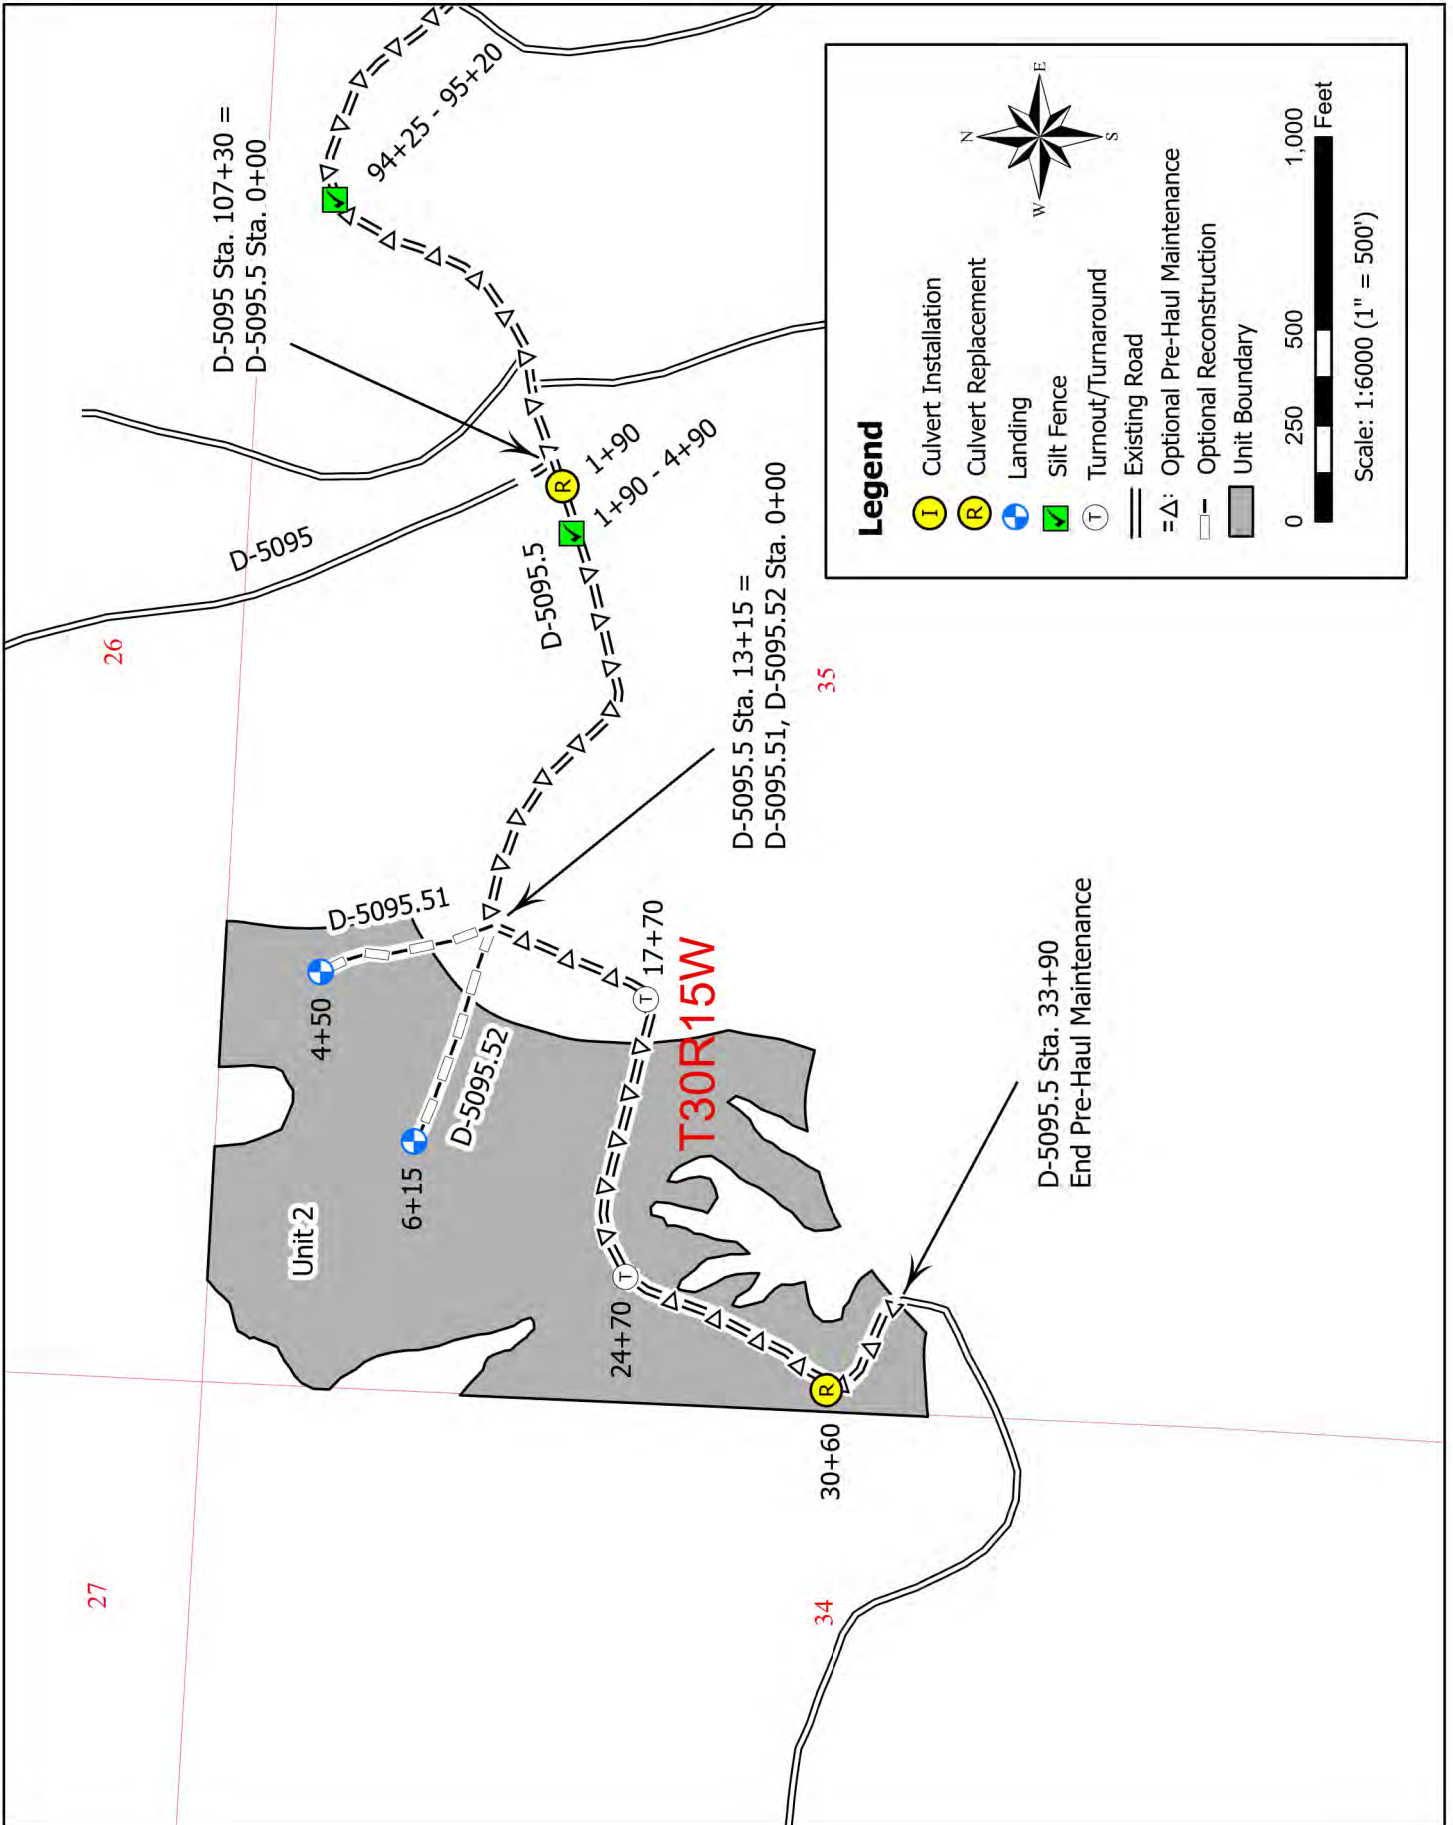 94+25 - 95+20
D-5095 Sta. 107+30 =
D-5095.5 Sta. 0+00
D-5095
26
1+90
1+90 - 4+90
D-5095.5
D-5095.5 Sta. 13+15 =
D-5095.51, D-5095.52 Sta. 0+00
35
D-5095.51
4+50
D-5095.52
6+15
Unit 2
17+70
T
T30R15W
T
24+70
R
R
30+60
D-5095.5 Sta. 33+90
End Pre-Haul Maintenance
27
34
Legend
I Culvert Installation
R Culvert Replacement
Landing
Silt Fence
T Turnout/Turnaround
Existing Road
Optional Pre-Haul Maintenance
Optional Reconstruction
Unit Boundary
N
W E
S
0 250 500 1,000
Feet
Scale: 1:6000 (1" = 500')